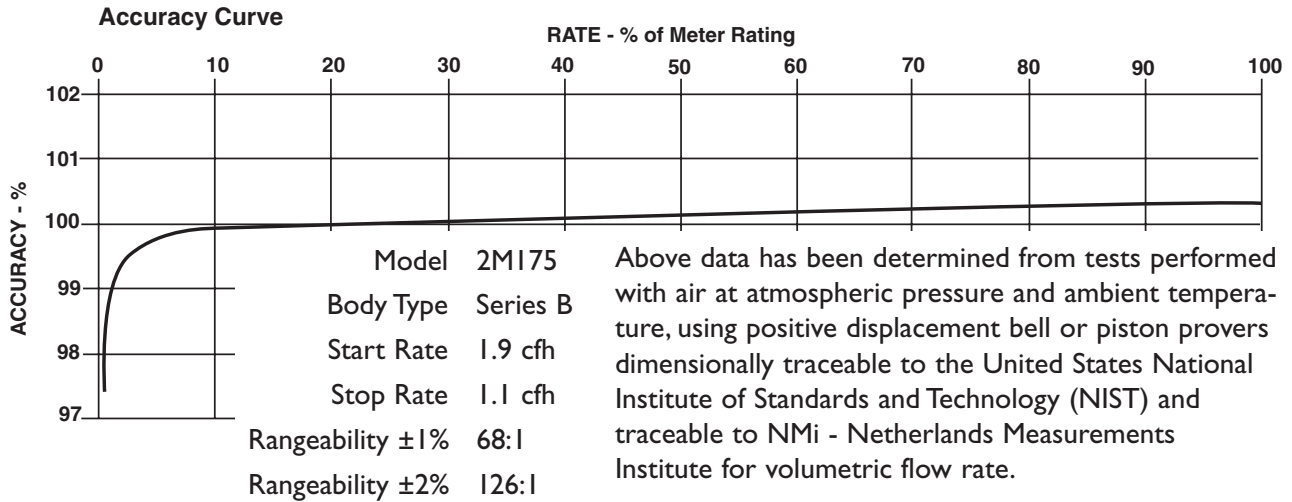 Accuracy Curve
RATE - % of Meter Rating
0 10 20 30 40 50 60 70 80 90 100
102
101
100
99
98
97
ACCURACY - %
Model 2M175
Body Type Series B
Start Rate 1.9 cfh
Stop Rate 1.1 cfh
Rangeability ±1% 68:1
Rangeability ±2% 126:1
Above data has been determined from tests performed
with air at atmospheric pressure and ambient tempera-
ture, using positive displacement bell or piston provers
dimensionally traceable to the United States National
Institute of Standards and Technology (NIST) and
traceable to NMi - Netherlands Measurements
Institute for volumetric flow rate.